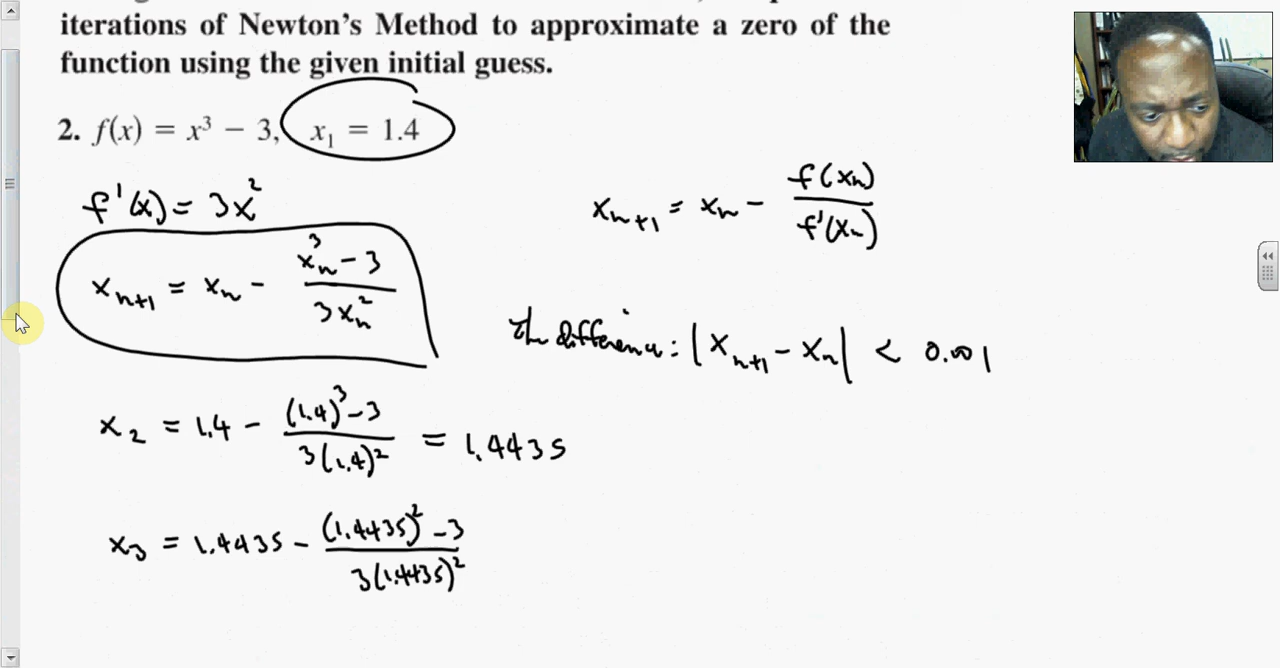 iterations of Newton's Method to approximate a zero of the
function using the given initial guess.
2. f(x) = x³ − 3, x₁ = 1.4
f'(x) = 3x²
xₙ₊₁ = xₙ − f(xₙ) / f'(xₙ)
xₙ₊₁ = xₙ − (xₙ³ − 3) / 3xₙ²
The difference: |xₙ₊₁ − xₙ| < 0.001
x₂ = 1.4 − ((1.4)³ − 3) / 3(1.4)² = 1.4435
x₃ = 1.4435 − ((1.4435)² − 3) / 3(1.4435)²